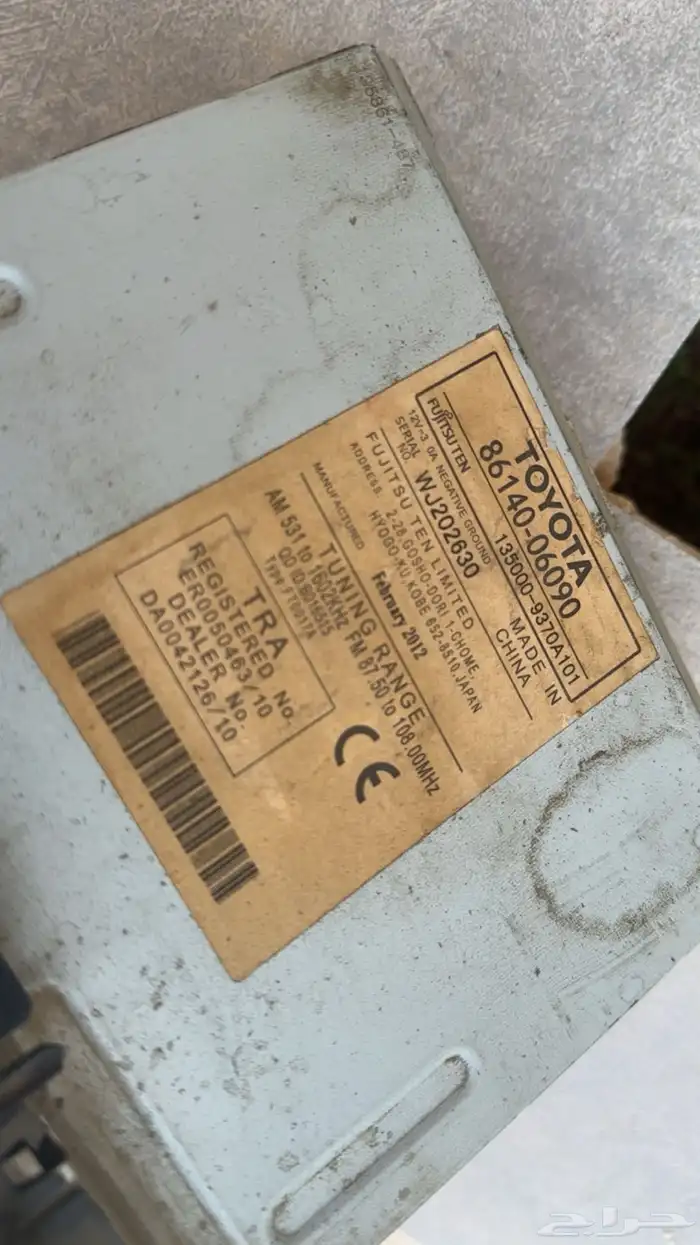 TOYOTA
86140-06090
135000-9370A101
FUJITSU TEN
MADE IN
CHINA
12V-3.0A NEGATIVE GROUND
SERIAL
NO. WJ202630
FUJITSU TEN LIMITED
ADDRESS: 2-28, GOSHO-DORI 1-CHOME,
HYOGO-KU, KOBE 652-8510, JAPAN
MANUFACTURED February 2012
TUNING RANGE
AM 531 to 1602KHZ FM 87.50 to 108.00MHz
TRA
REGISTERED No.
ER0050463/10
DEALER No.
DA0042126/10
حراج